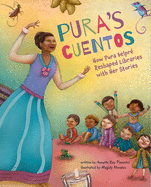 PURA'S
CUENTOS
How Pura Belpré
Reshaped Libraries
with Her Stories
written by Annette Bay Pimentel
illustrated by Magaly Morales